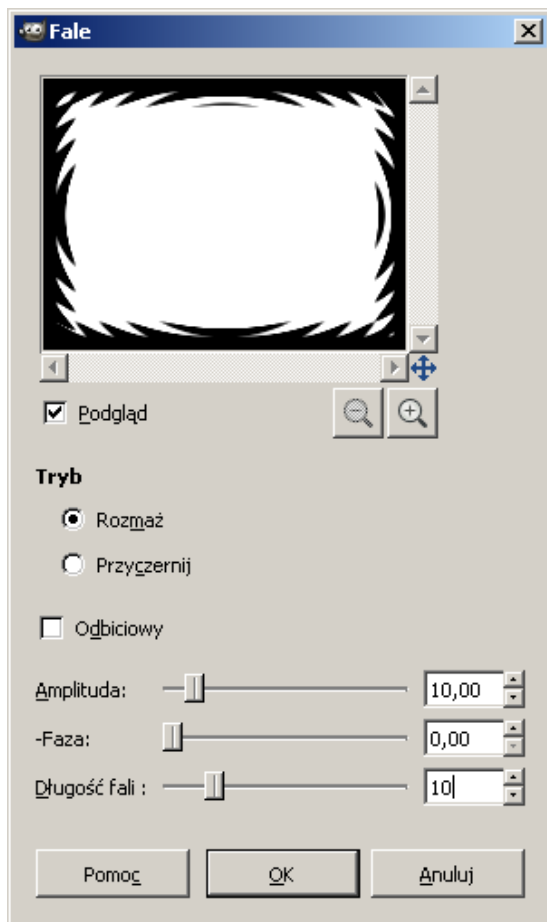 Fale
Podgląd
Tryb
Rozmaż
Przyczernij
Odbiciowy
Amplituda: 10,00
-Faza: 0,00
Długość fali : 10
Pomoc OK Anuluj